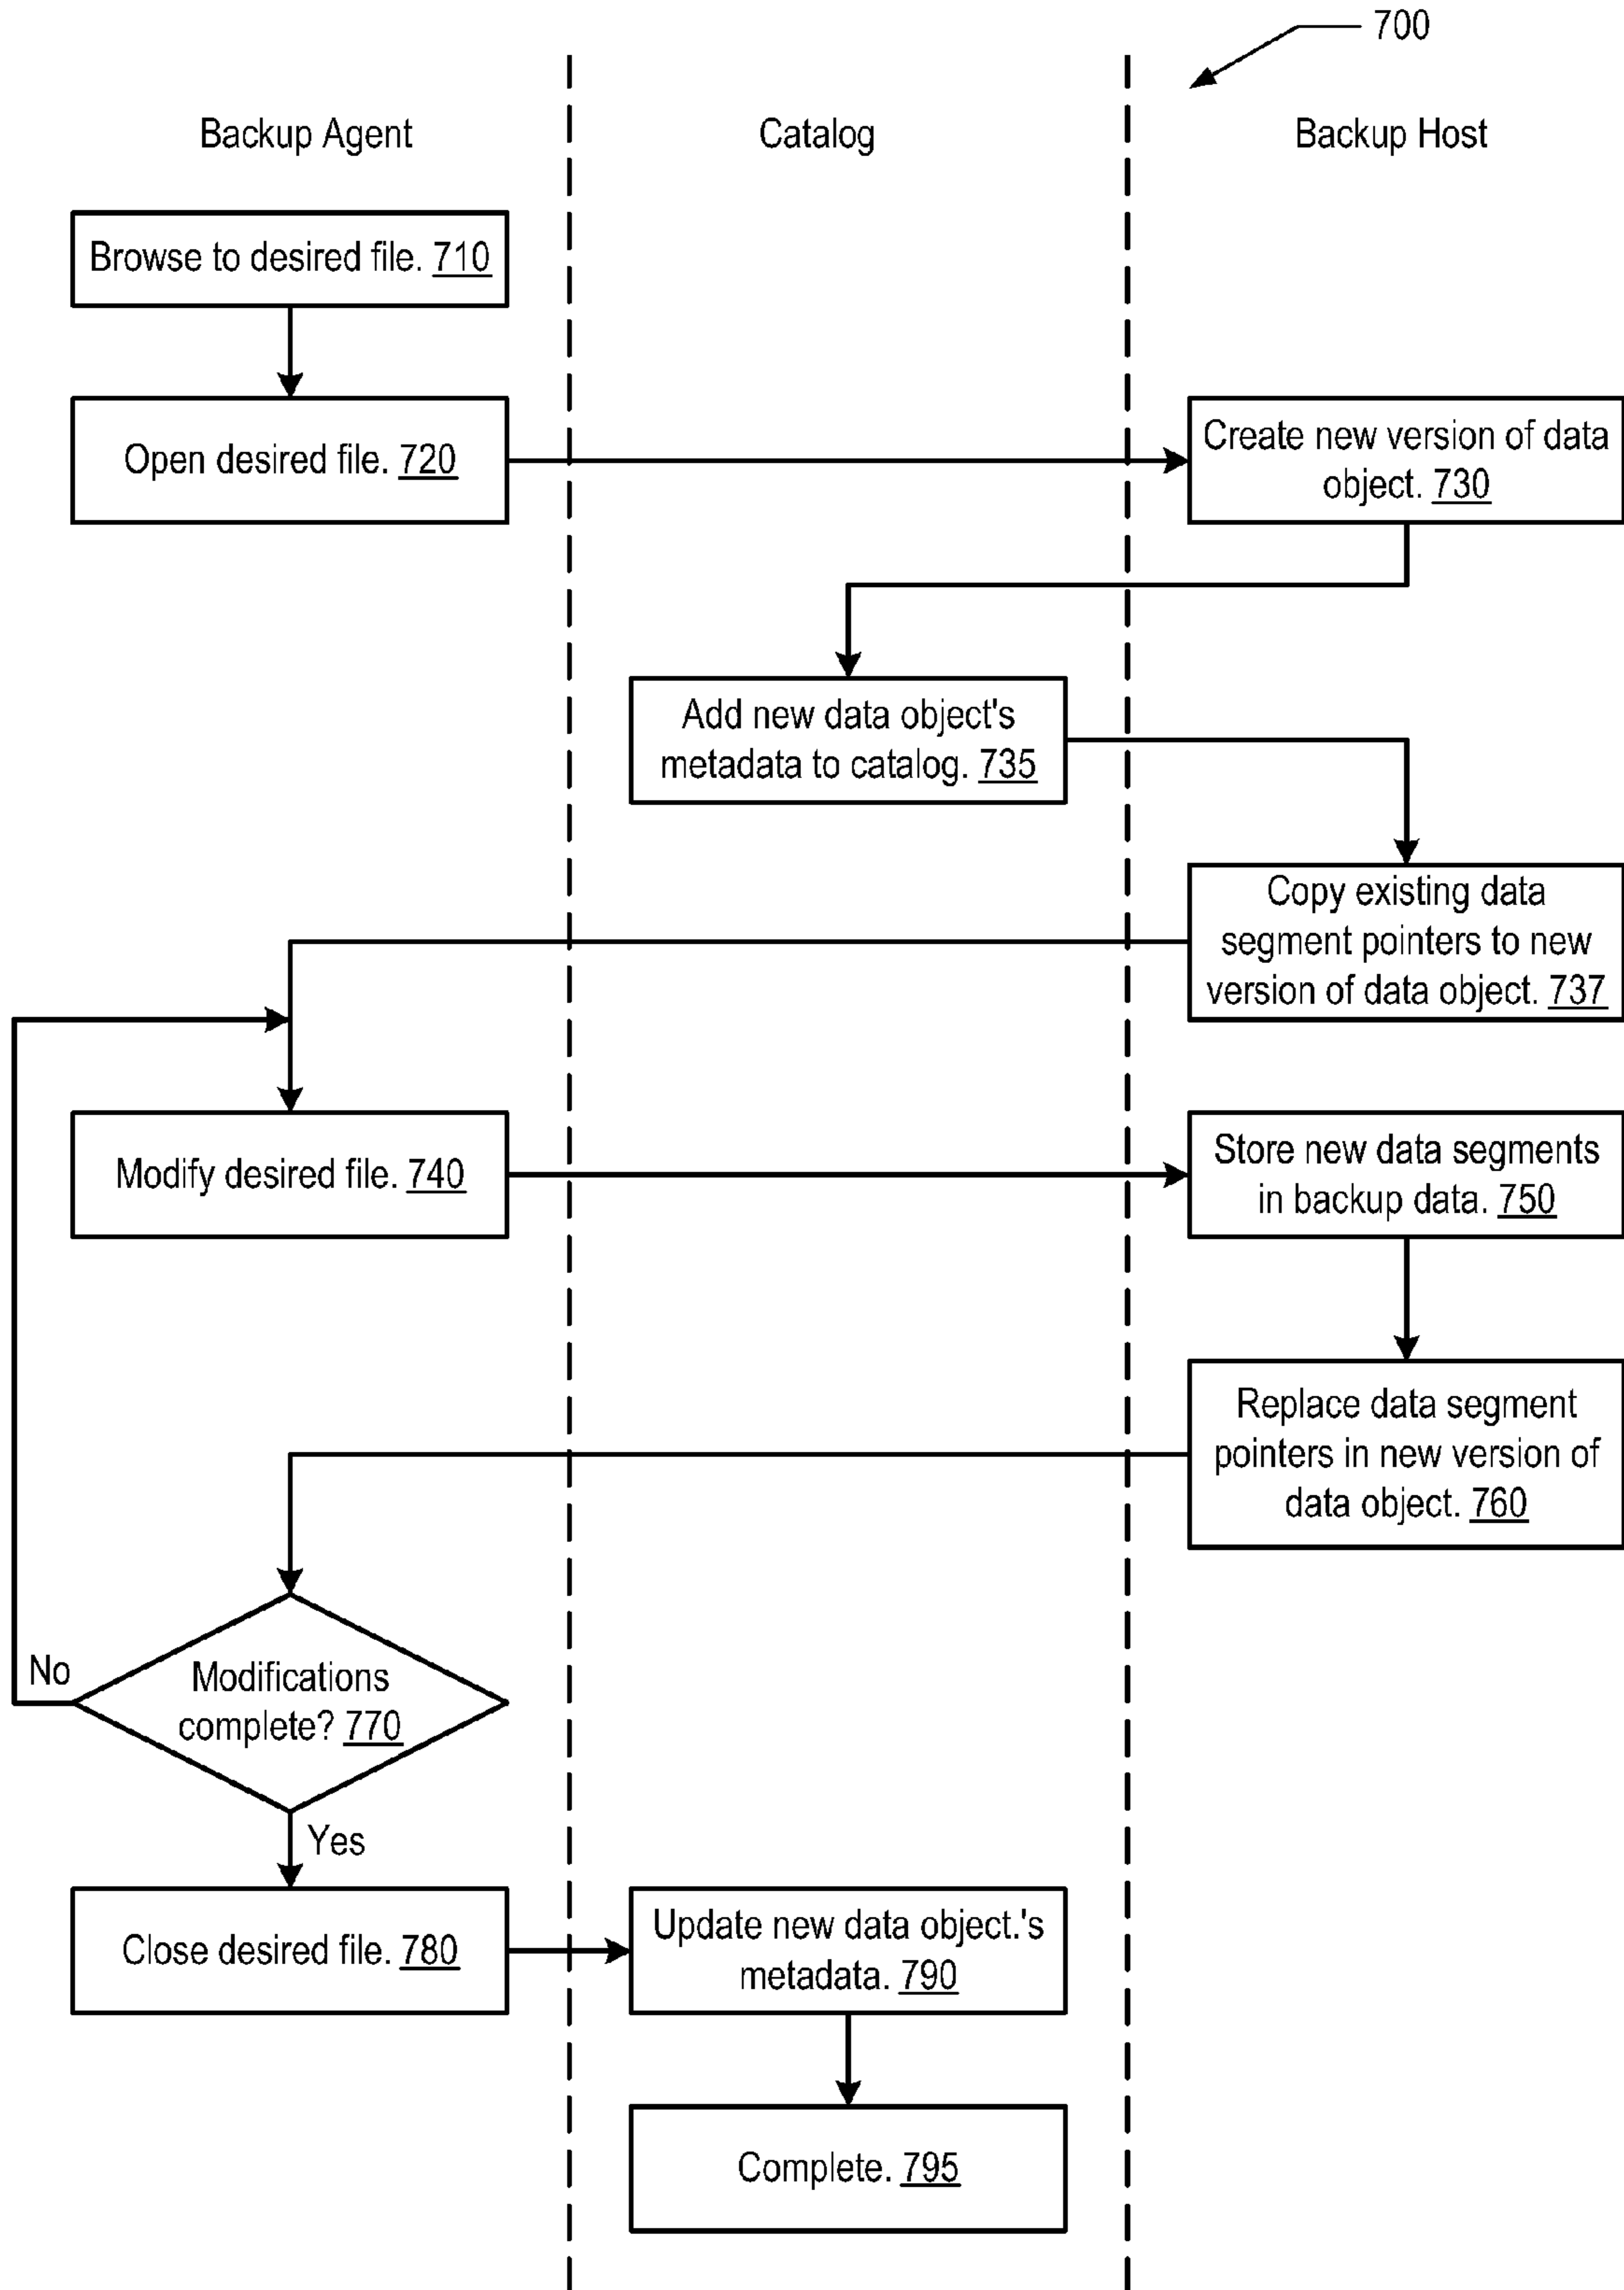 700
Backup Agent
Catalog
Backup Host
Browse to desired file. 710
Open desired file. 720
Create new version of data
object. 730
Add new data object's
metadata to catalog. 735
Copy existing data
segment pointers to new
version of data object. 737
Modify desired file. 740
Store new data segments
in backup data. 750
Replace data segment
pointers in new version of
data object. 760
No
Modifications
complete? 770
Yes
Close desired file. 780
Update new data object.'s
metadata. 790
Complete. 795